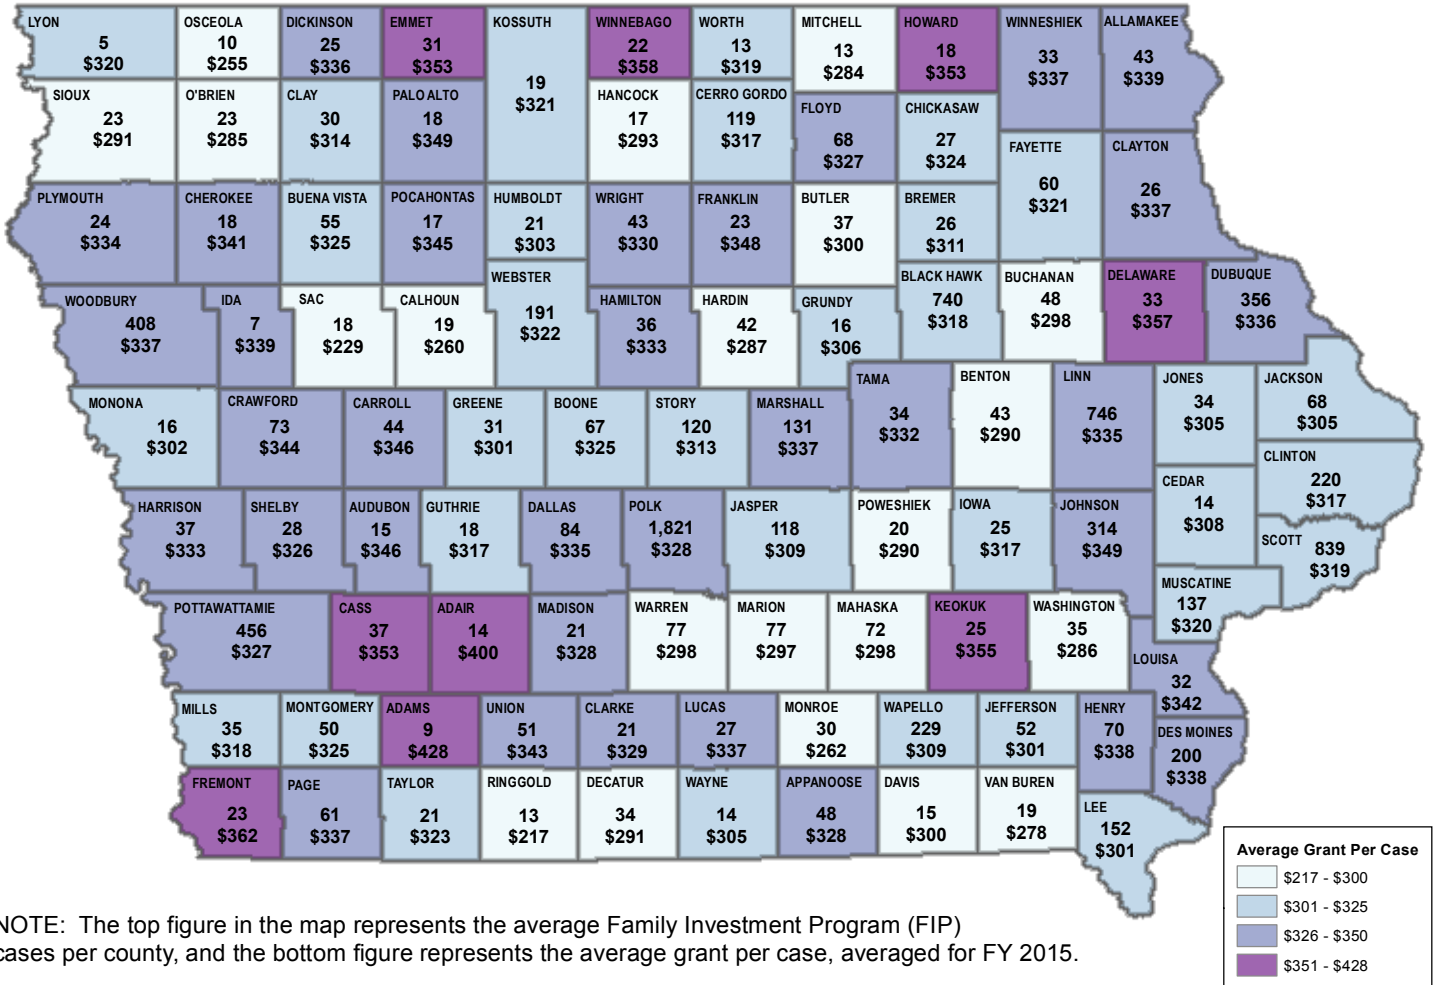 LYON
5
$320
OSCEOLA
10
$255
DICKINSON
25
$336
EMMET
31
$353
KOSSUTH
19
$321
WINNEBAGO
22
$358
WORTH
13
$319
MITCHELL
13
$284
HOWARD
18
$353
WINNESHIEK
33
$337
ALLAMAKEE
43
$339
SIOUX
23
$291
O'BRIEN
23
$285
CLAY
30
$314
PALO ALTO
18
$349
HANCOCK
17
$293
CERRO GORDO
119
$317
FLOYD
68
$327
CHICKASAW
27
$324
FAYETTE
60
$321
CLAYTON
26
$337
PLYMOUTH
24
$334
CHEROKEE
18
$341
BUENA VISTA
55
$325
POCAHONTAS
17
$345
HUMBOLDT
21
$303
WRIGHT
43
$330
FRANKLIN
23
$348
BUTLER
37
$300
BREMER
26
$311
WOODBURY
408
$337
IDA
7
$339
SAC
18
$229
CALHOUN
19
$260
WEBSTER
191
$322
HAMILTON
36
$333
HARDIN
42
$287
GRUNDY
16
$306
BLACK HAWK
740
$318
BUCHANAN
48
$298
DELAWARE
33
$357
DUBUQUE
356
$336
MONONA
16
$302
CRAWFORD
73
$344
CARROLL
44
$346
GREENE
31
$301
BOONE
67
$325
STORY
120
$313
MARSHALL
131
$337
TAMA
34
$332
BENTON
43
$290
LINN
746
$335
JONES
34
$305
JACKSON
68
$305
CLINTON
220
$317
CEDAR
14
$308
SCOTT
839
$319
HARRISON
37
$333
SHELBY
28
$326
AUDUBON
15
$346
GUTHRIE
18
$317
DALLAS
84
$335
POLK
1,821
$328
JASPER
118
$309
POWESHIEK
20
$290
IOWA
25
$317
JOHNSON
314
$349
MUSCATINE
137
$320
POTTAWATTAMIE
456
$327
CASS
37
$353
ADAIR
14
$400
MADISON
21
$328
WARREN
77
$298
MARION
77
$297
MAHASKA
72
$298
KEOKUK
25
$355
WASHINGTON
35
$286
LOUISA
32
$342
MILLS
35
$318
MONTGOMERY
50
$325
ADAMS
9
$428
UNION
51
$343
CLARKE
21
$329
LUCAS
27
$337
MONROE
30
$262
WAPELLO
229
$309
JEFFERSON
52
$301
HENRY
70
$338
DES MOINES
200
$338
FREMONT
23
$362
PAGE
61
$337
TAYLOR
21
$323
RINGGOLD
13
$217
DECATUR
34
$291
WAYNE
14
$305
APPANOOSE
48
$328
DAVIS
15
$300
VAN BUREN
19
$278
LEE
152
$301
Average Grant Per Case
$217 - $300
$301 - $325
$326 - $350
$351 - $428
NOTE: The top figure in the map represents the average Family Investment Program (FIP)
cases per county, and the bottom figure represents the average grant per case, averaged for FY 2015.